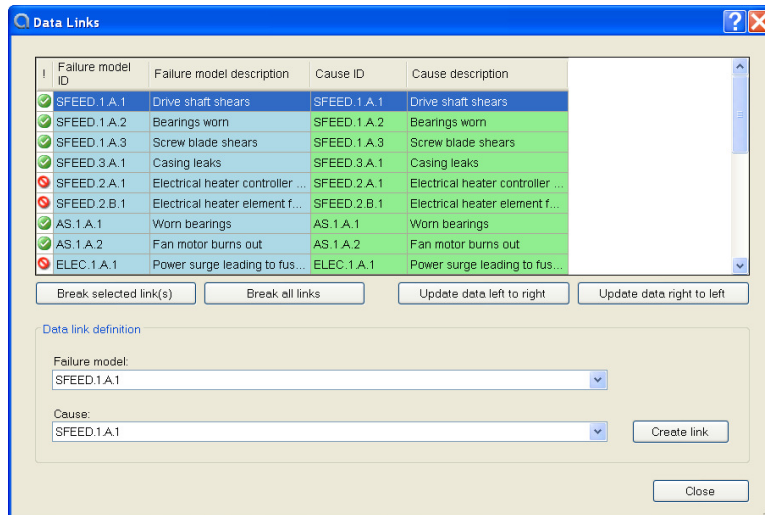 Data Links
! Failure model ID Failure model description Cause ID Cause description
SFEED.1.A.1 Drive shaft shears SFEED.1.A.1 Drive shaft shears
SFEED.1.A.2 Bearings worn SFEED.1.A.2 Bearings worn
SFEED.1.A.3 Screw blade shears SFEED.1.A.3 Screw blade shears
SFEED.3.A.1 Casing leaks SFEED.3.A.1 Casing leaks
SFEED.2.A.1 Electrical heater controller ... SFEED.2.A.1 Electrical heater controller ...
SFEED.2.B.1 Electrical heater element f... SFEED.2.B.1 Electrical heater element f...
AS.1.A.1 Worn bearings AS.1.A.1 Worn bearings
AS.1.A.2 Fan motor burns out AS.1.A.2 Fan motor burns out
ELEC.1.A.1 Power surge leading to fus... ELEC.1.A.1 Power surge leading to fus...
Break selected link(s) Break all links Update data left to right Update data right to left
Data link definition
Failure model:
SFEED.1.A.1
Cause:
SFEED.1.A.1 Create link
Close